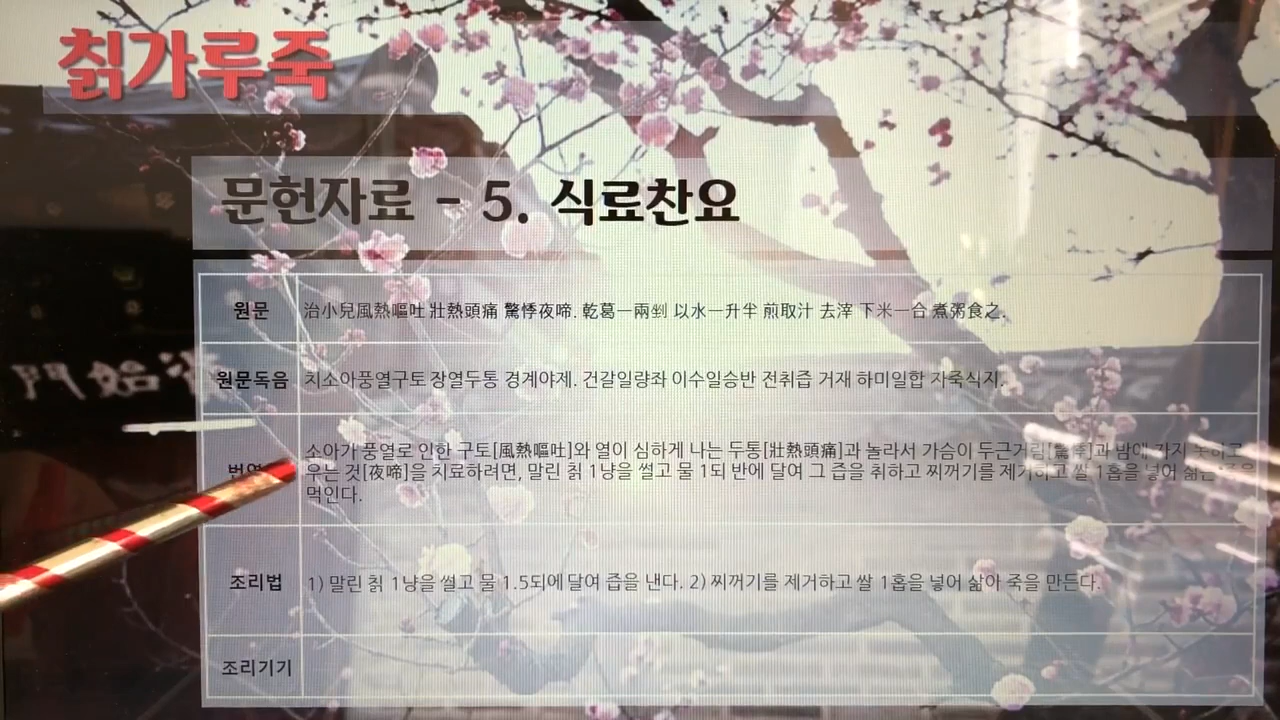 칡가루죽
문헌자료 - 5. 식료찬요
원문
治小兒風熱嘔吐 壯熱頭痛 驚悸夜啼. 乾葛一兩剉 以水一升半 煎取汁 去滓 下米一合 煮粥食之.
원문독음
치소아풍열구토 장열두통 경계야제. 건갈일량좌 이수일승반 전취즙 거재 하미일합 자죽식지.
소아가 풍열로 인한 구토[風熱嘔吐]와 열이 심하게 나는 두통[壯熱頭痛]과 놀라서 가슴이 두근거림[驚悸]과 밤에
우는 것[夜啼]을 치료하려면, 말린 칡 1냥을 썰고 물 1되 반에 달여 그 즙을 취하고 찌꺼기를 제거하고 쌀 1홉을 넣어 삶은
먹인다.
조리법
1) 말린 칡 1냥을 썰고 물 1.5되에 달여 즙을 낸다. 2) 찌꺼기를 제거하고 쌀 1홉을 넣어 삶아 죽을 만든다.
조리기기